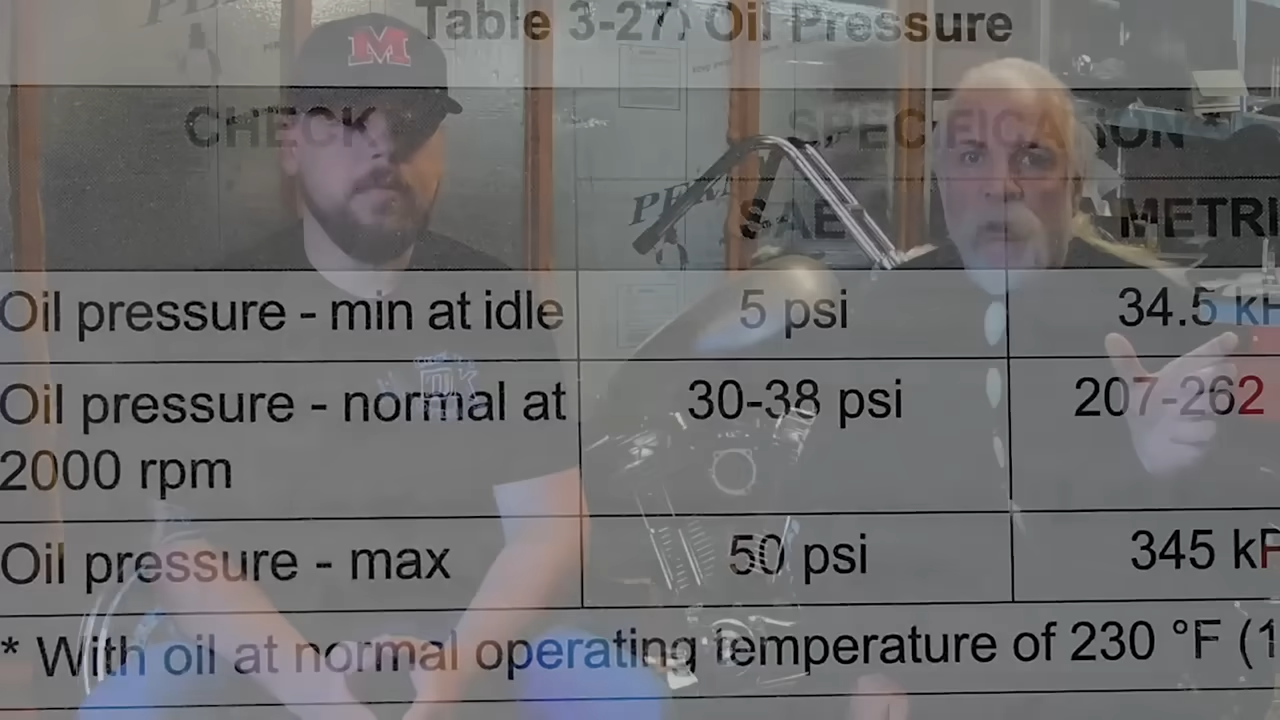 Table 3-27. Oil Pressure
CHECK
SPECIFICATION *
SAE
METRI
Oil pressure - min at idle
5 psi
34.5 kP
Oil pressure - normal at
2000 rpm
30-38 psi
207-262
Oil pressure - max
50 psi
345 kP
* With oil at normal operating temperature of 230 °F (1
M